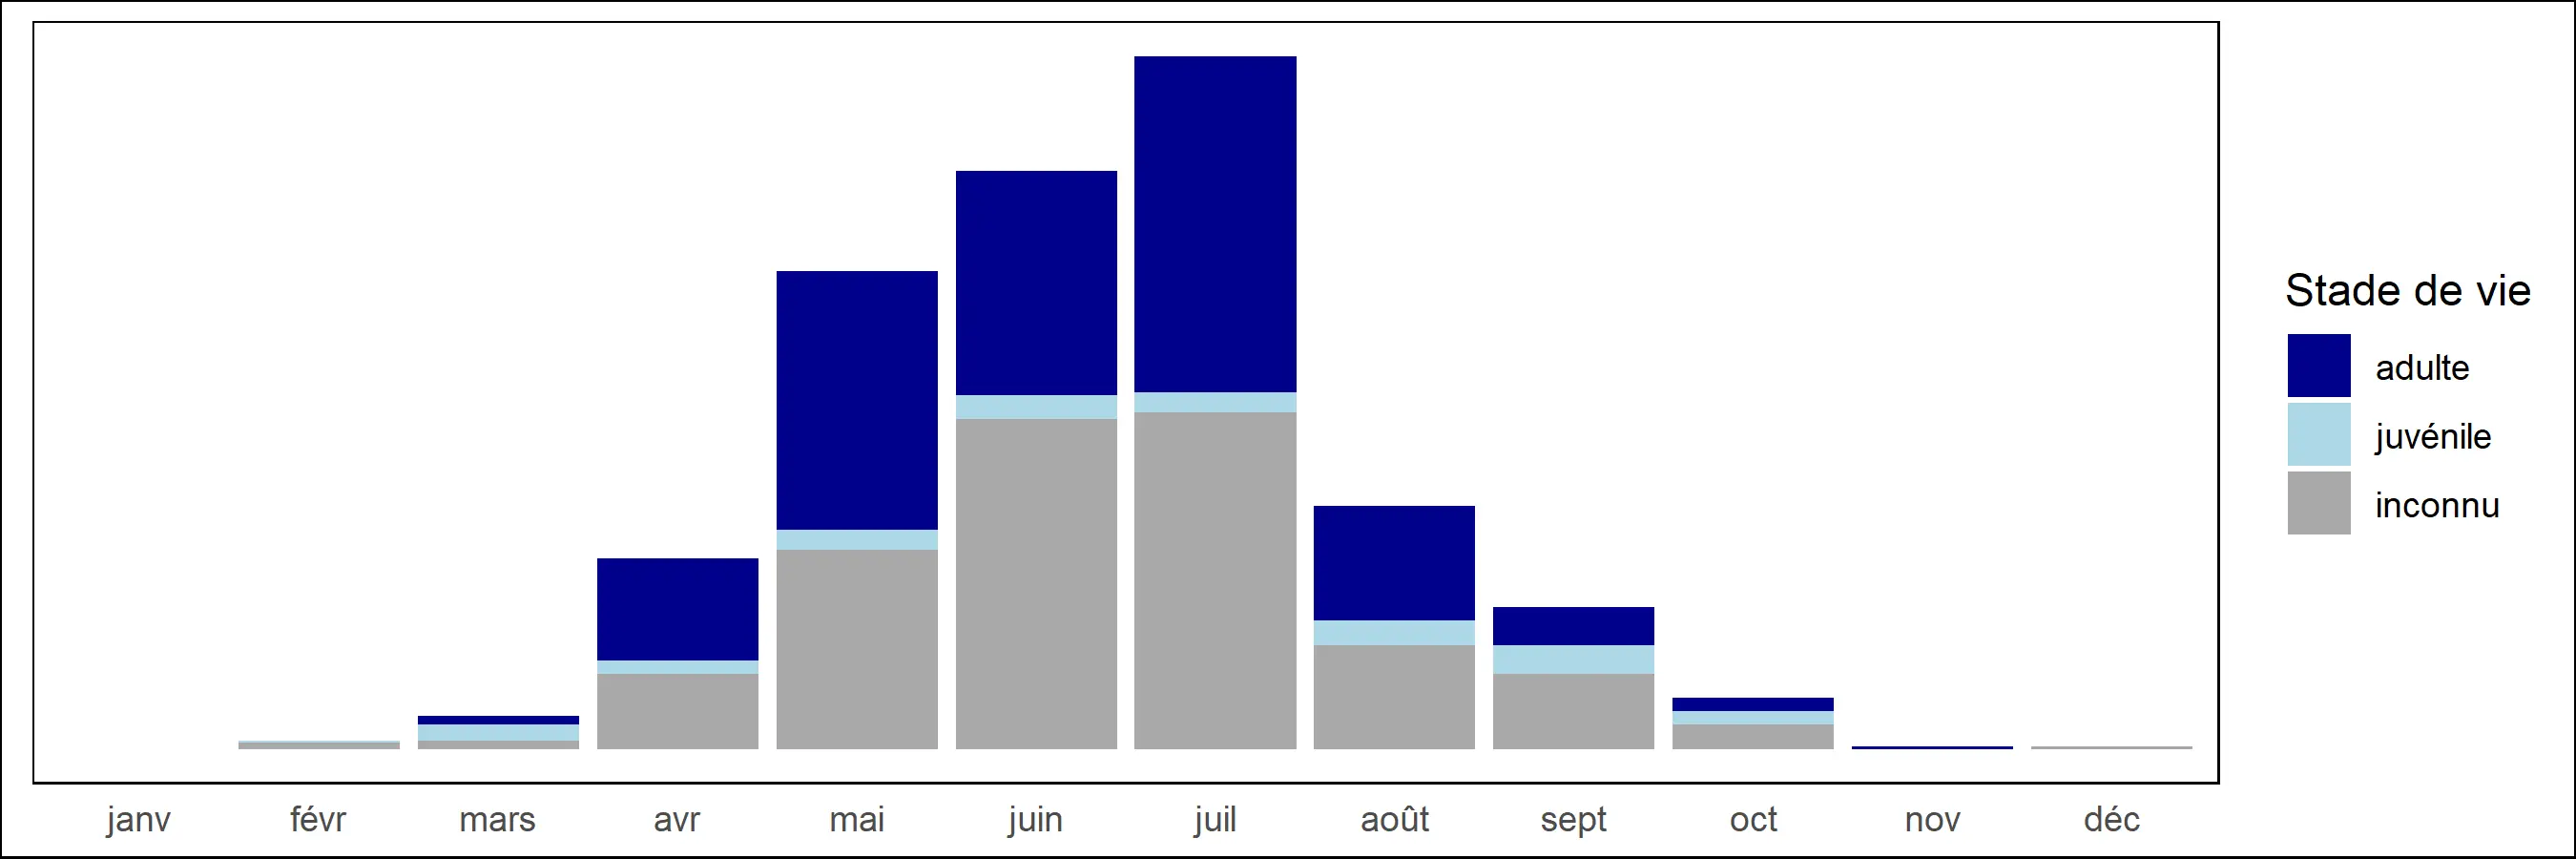 Stade de vie
adulte
juvénile
inconnu
janv févr mars avr mai juin juil août sept oct nov déc